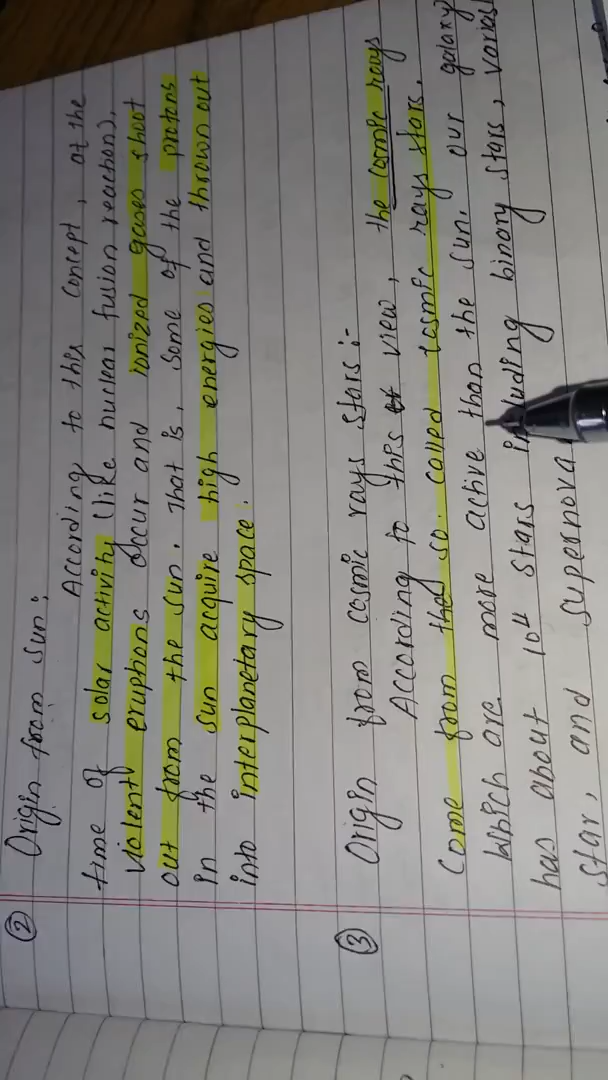 ② Origin from sun:
According to this concept, at the
time of solar activity (like nuclear fusion reaction),
violent eruptions occur and ionized gases shoot
out from the sun. That is, some of the protons
in the sun acquire high energies and thrown out
into interplanetary space.
③ Origin from cosmic rays stars:-
According to this view, the cosmic rays
come from the so. called cosmic rays stars.
Which are more active than the sun. our galaxy
has about 10⁴ stars including binary stars, varias
star, and supernova